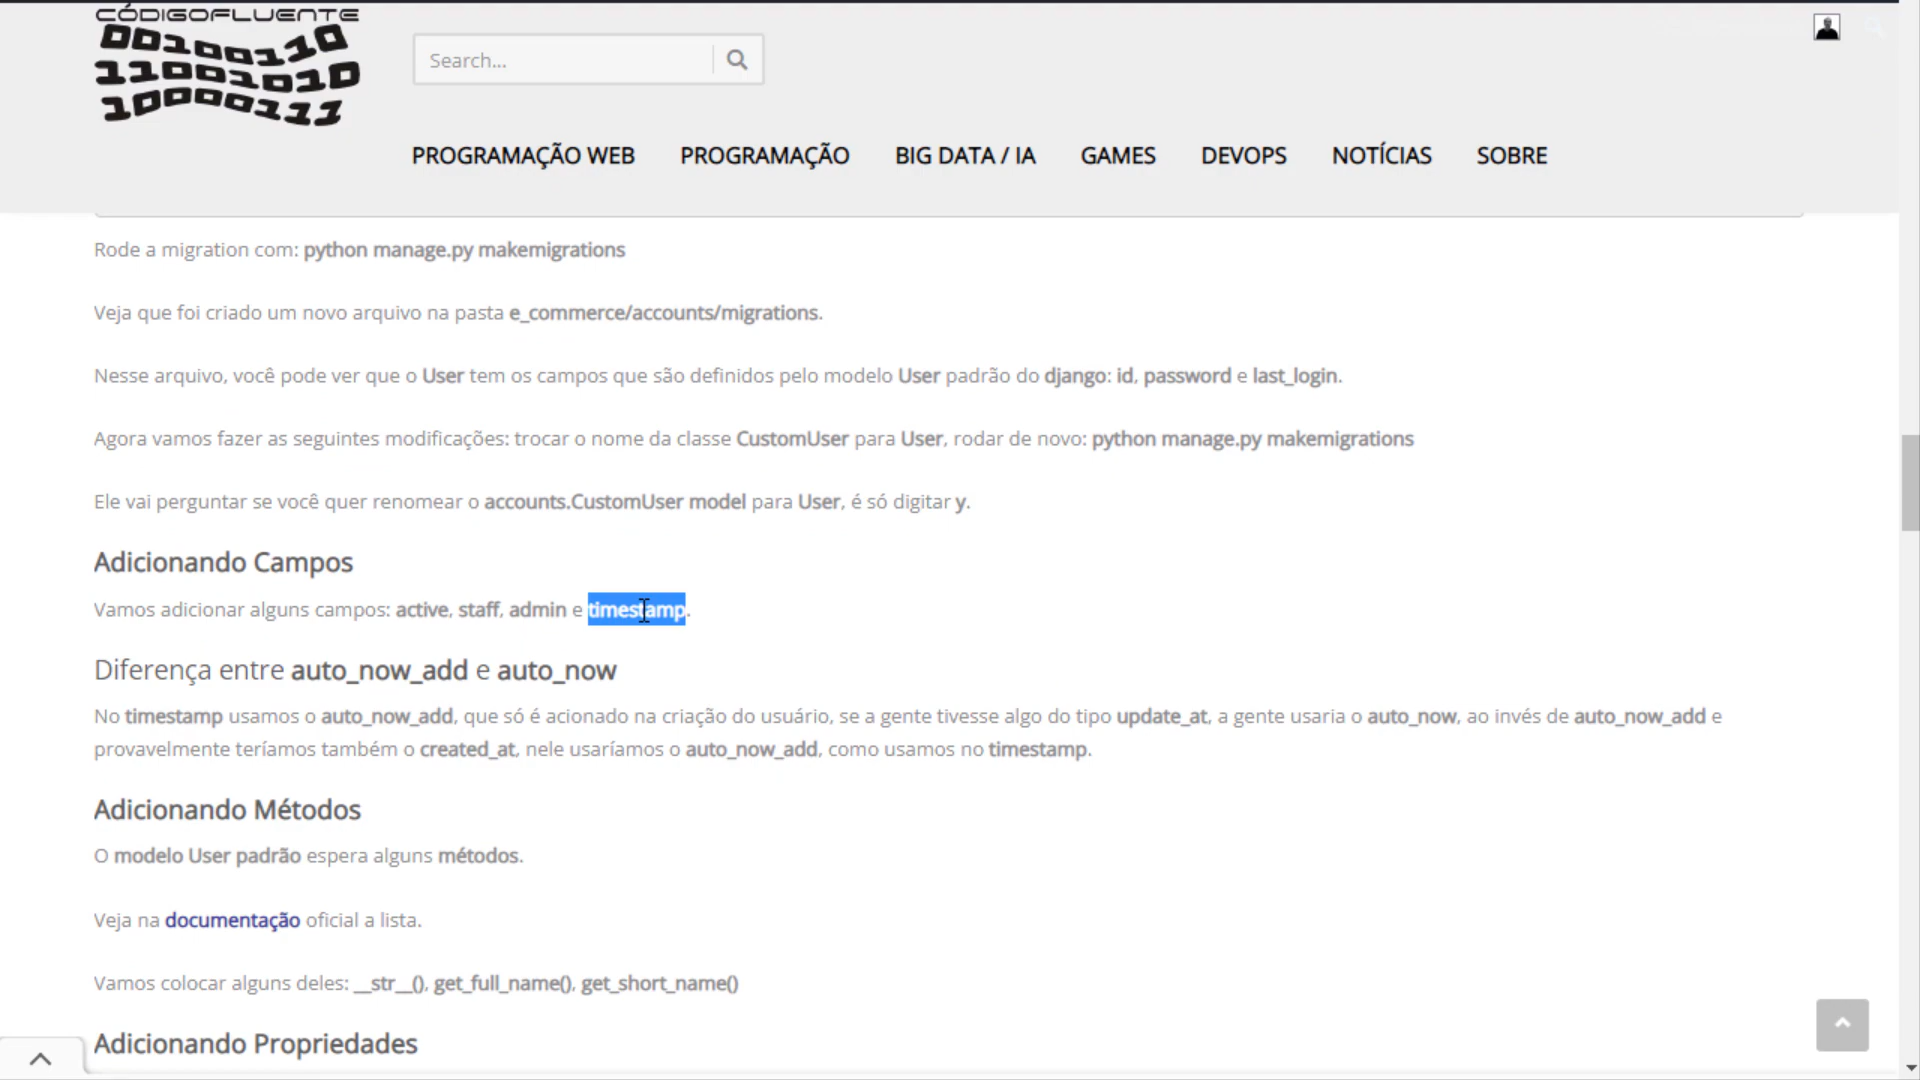 CÓDIGOFLUENTE
00100110
11001010
10000111
Search...
PROGRAMAÇÃO WEB PROGRAMAÇÃO BIG DATA / IA GAMES DEVOPS NOTÍCIAS SOBRE
Rode a migration com: python manage.py makemigrations
Veja que foi criado um novo arquivo na pasta e_commerce/accounts/migrations.
Nesse arquivo, você pode ver que o User tem os campos que são definidos pelo modelo User padrão do django: id, password e last_login.
Agora vamos fazer as seguintes modificações: trocar o nome da classe CustomUser para User, rodar de novo: python manage.py makemigrations
Ele vai perguntar se você quer renomear o accounts.CustomUser model para User, é só digitar y.
Adicionando Campos
Vamos adicionar alguns campos: active, staff, admin e timestamp.
Diferença entre auto_now_add e auto_now
No timestamp usamos o auto_now_add, que só é acionado na criação do usuário, se a gente tivesse algo do tipo update_at, a gente usaria o auto_now, ao invés de auto_now_add e
provavelmente teríamos também o created_at, nele usaríamos o auto_now_add, como usamos no timestamp.
Adicionando Métodos
O modelo User padrão espera alguns métodos.
Veja na documentação oficial a lista.
Vamos colocar alguns deles: __str__(), get_full_name(), get_short_name()
Adicionando Propriedades